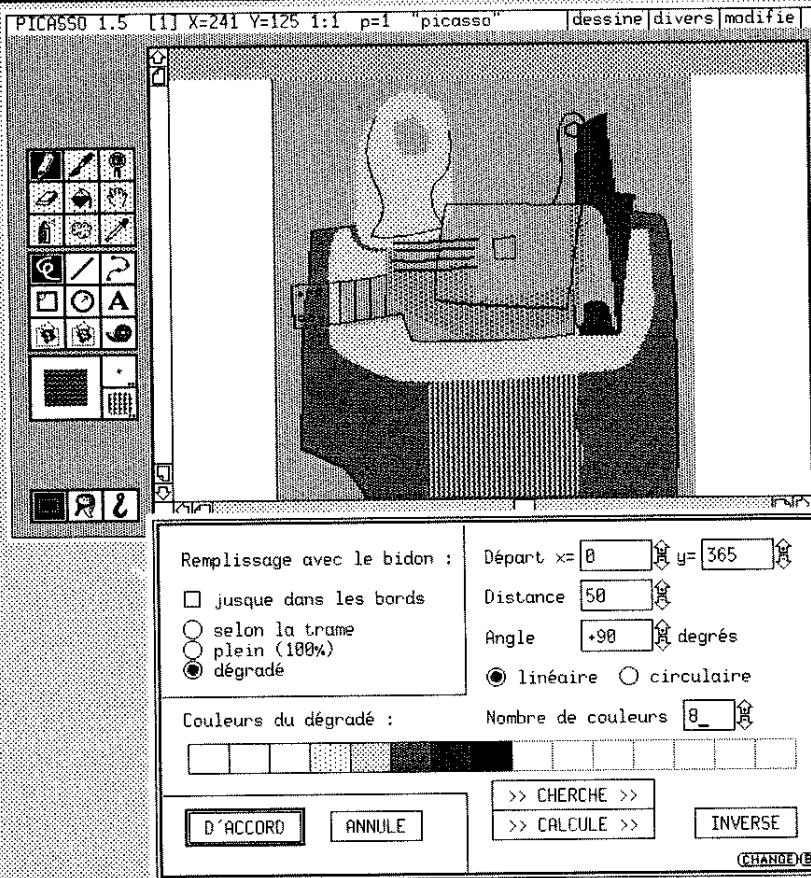 PICASSO 1.5 [1] X=241 Y=125 1:1 p=1 "picasso" dessine divers modifie
A
Remplissage avec le bidon :
jusque dans les bords
selon la trame
plein (100%)
dégradé
Départ x= 0 y= 365
Distance 50
Angle +90 degrés
linéaire circulaire
Couleurs du dégradé :
Nombre de couleurs 8_
D'ACCORD ANNULE
>> CHERCHE >>
>> CALCULE >>
INVERSE
CHANGE